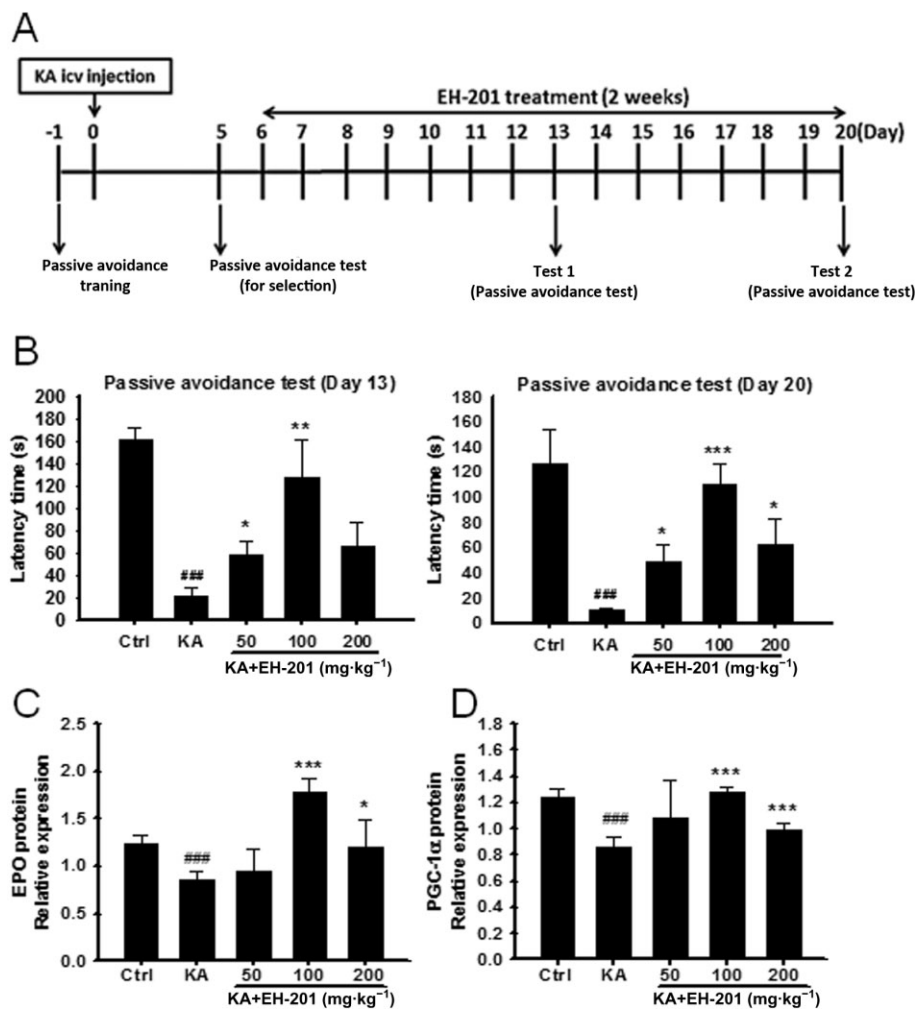 A
KA icv injection
EH-201 treatment (2 weeks)
-1 0 5 6 7 8 9 10 11 12 13 14 15 16 17 18 19 20(Day)
Passive avoidance
traning
Passive avoidance test
(for selection)
Test 1
(Passive avoidance test)
Test 2
(Passive avoidance test)
B
Passive avoidance test (Day 13)
Latency time (s)
200
180
160
140
120
100
80
60
40
20
0
###
*
**
Ctrl KA 50 100 200
KA+EH-201 (mg·kg⁻¹)
Passive avoidance test (Day 20)
Latency time (s)
180
160
140
120
100
80
60
40
20
0
###
*
***
*
Ctrl KA 50 100 200
KA+EH-201 (mg·kg⁻¹)
C
EPO protein
Relative expression
2.5
2.0
1.5
1.0
0.5
0.0
###
***
*
Ctrl KA 50 100 200
KA+EH-201 (mg·kg⁻¹)
D
PGC-1α protein
Relative expression
1.8
1.6
1.4
1.2
1.0
0.8
0.6
0.4
0.2
0.0
###
***
***
Ctrl KA 50 100 200
KA+EH-201 (mg·kg⁻¹)